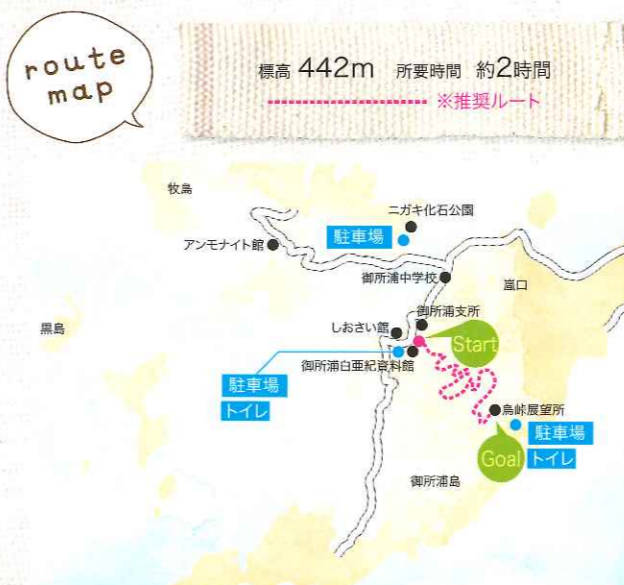 route
map
標高 442m 所要時間 約2時間
※推奨ルート
牧島
ニガキ化石公園
アンモナイト館
駐車場
御所浦中学校
嵐口
黒島
しおさい館
御所浦支所
Start
御所浦白亜紀資料館
駐車場
トイレ
烏峠展望所
駐車場
Goal
トイレ
御所浦島